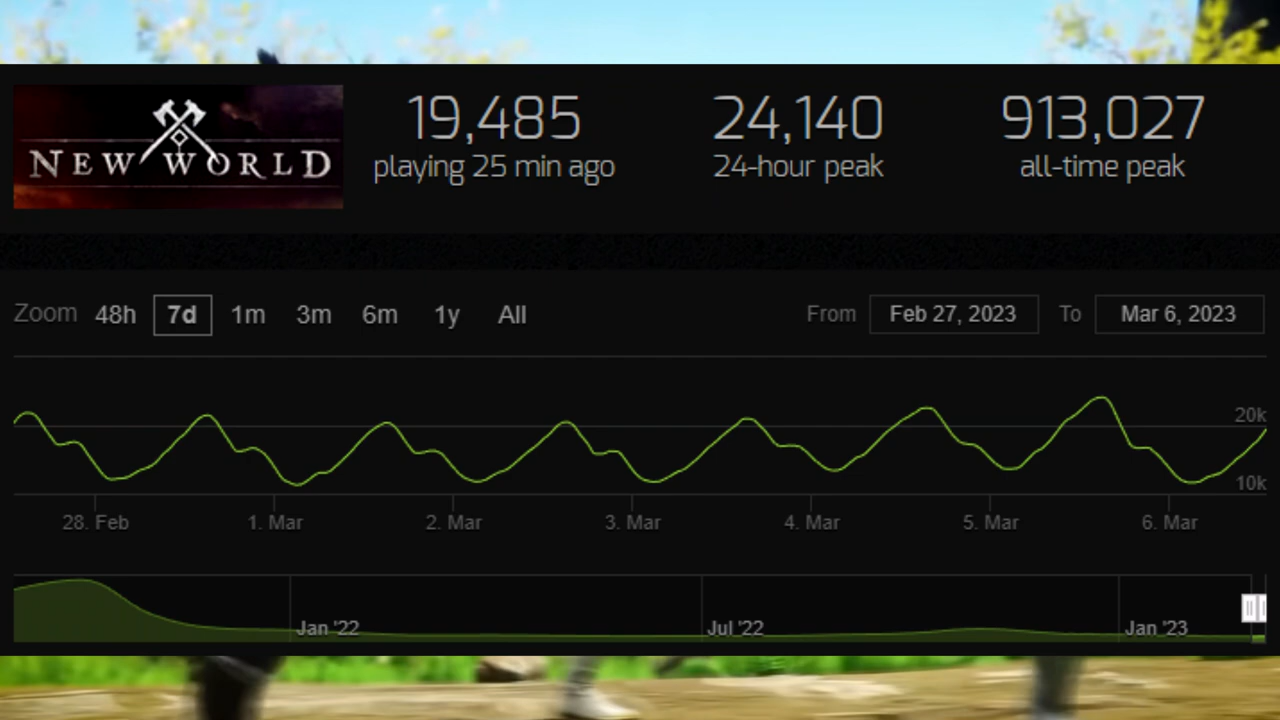 NEW WORLD
19,485
playing 25 min ago
24,140
24-hour peak
913,027
all-time peak
Zoom 48h 7d 1m 3m 6m 1y All
From Feb 27, 2023 To Mar 6, 2023
20k
10k
28. Feb 1. Mar 2. Mar 3. Mar 4. Mar 5. Mar 6. Mar
Jan '22 Jul '22 Jan '23